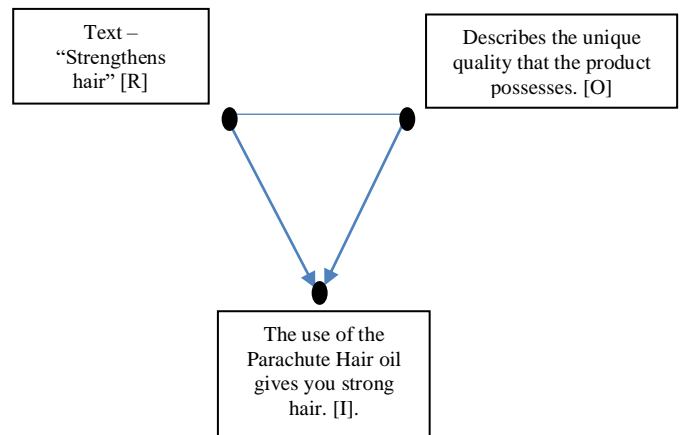 Text –
“Strengthens
hair” [R]
Describes the unique
quality that the product
possesses. [O]
The use of the
Parachute Hair oil
gives you strong
hair. [I].